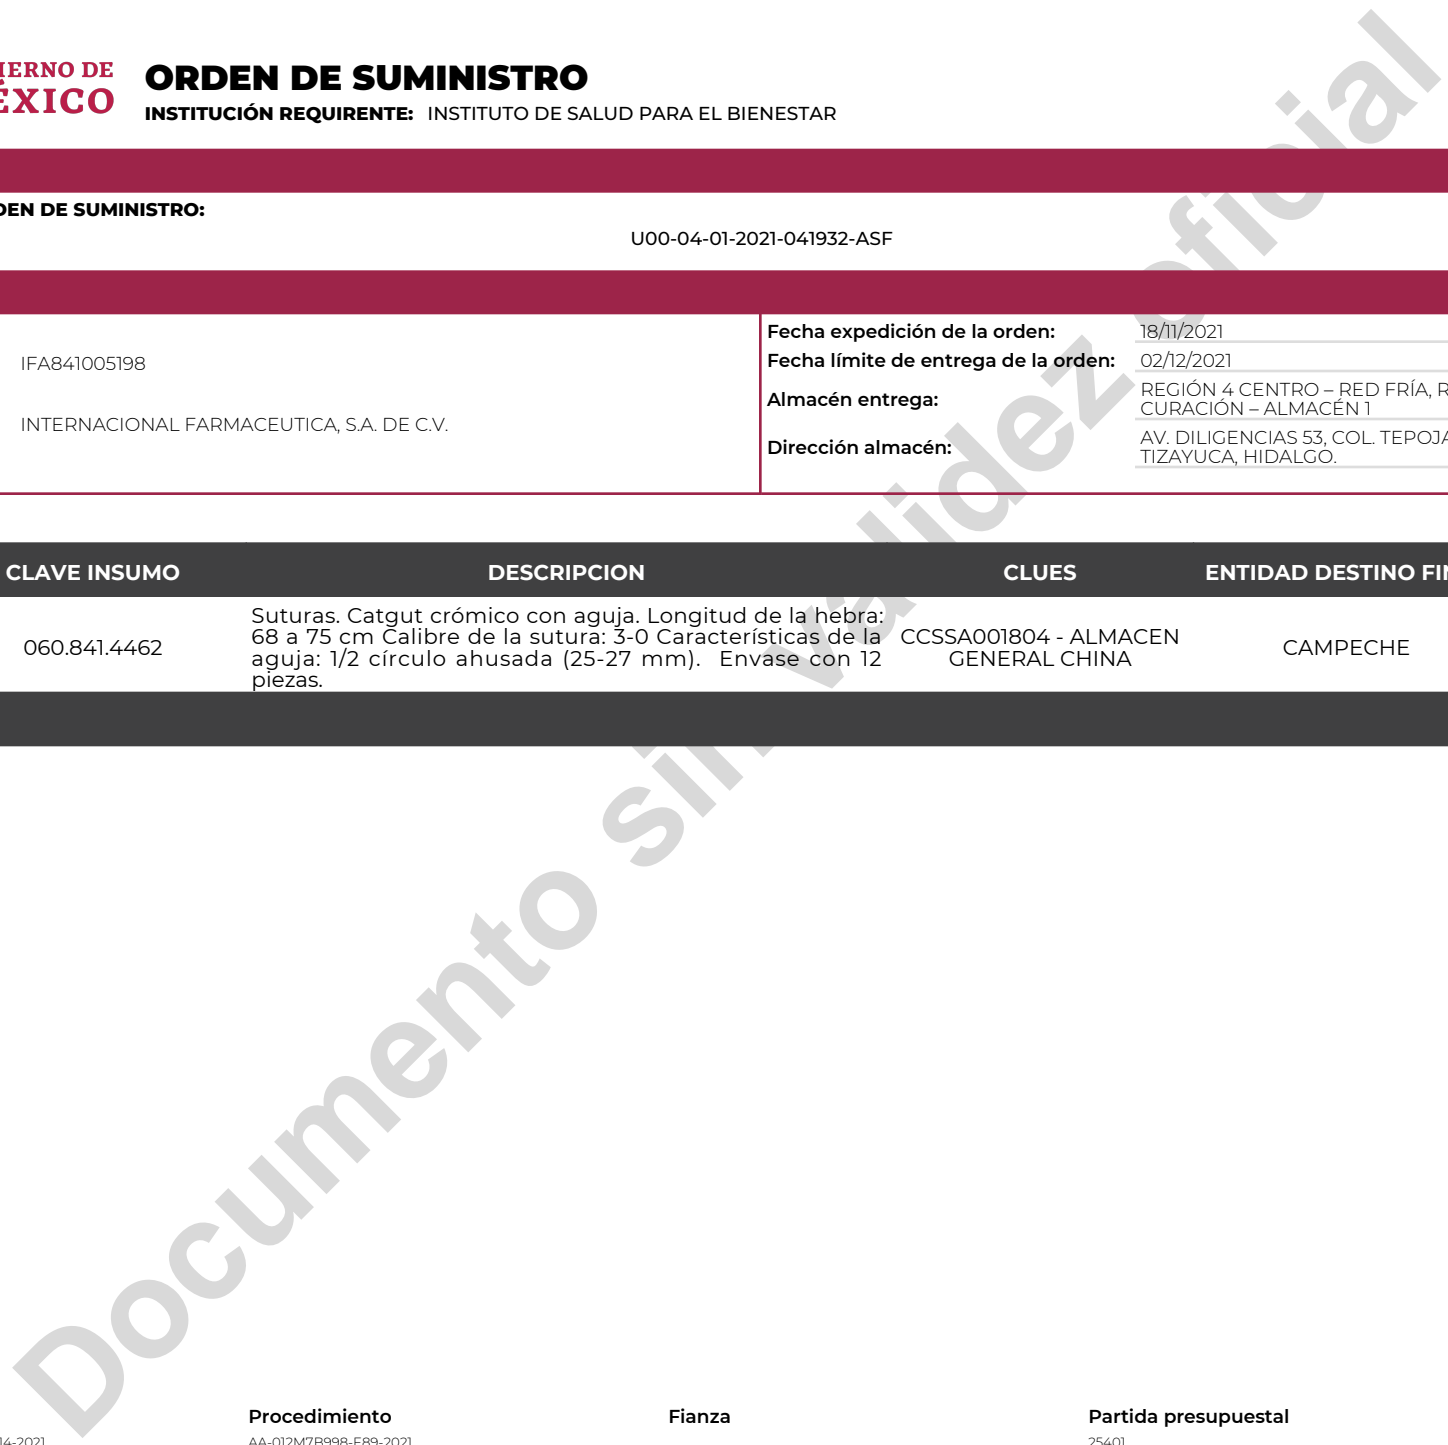 ORDEN DE SUMINISTRO
INSTITUCIÓN REQUIRENTE: INSTITUTO DE SALUD PARA EL BIENESTAR
DE SUMINISTRO:
U00-04-01-2021-041932-ASF
IFA841005198
INTERNACIONAL FARMACEUTICA, S.A. DE C.V.
Fecha expedición de la orden: 18/11/2021
Fecha límite de entrega de la orden: 02/12/2021
Almacén entrega: REGIÓN 4 CENTRO – RED FRÍA,
CURACIÓN – ALMACÉN 1
Dirección almacén: AV. DILIGENCIAS 53, COL.
TIZAYUCA, HIDALGO.
CLAVE INSUMO DESCRIPCION CLUES ENTIDAD DESTINO
060.841.4462
Suturas. Catgut crómico con aguja. Longitud de la hebra:
68 a 75 cm Calibre de la sutura: 3-0 Características de la
aguja: 1/2 círculo ahusada (25-27 mm). Envase con 12
piezas.
CCSSA001804 - ALMACEN
GENERAL CHINA
CAMPECHE
Documento sin validez oficial
Procedimiento Fianza Partida presupuestal
AA-012M7B998-E89-2021 25401